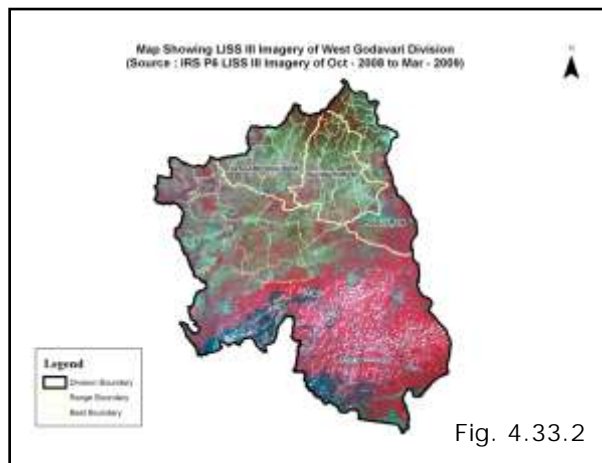 Map Showing LISS III Imagery of West Godavari Division
(Source : IRS P6 LISS III Imagery of Oct - 2008 to Mar - 2009)
N
Legend
Division Boundary
Range Boundary
Beat Boundary
Fig. 4.33.2